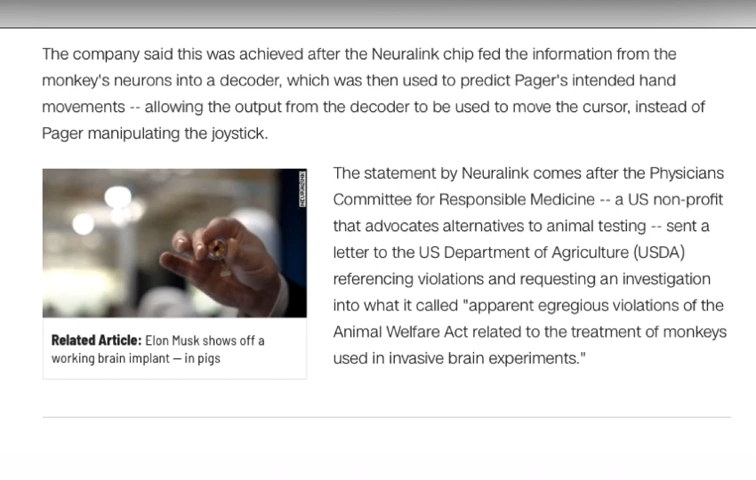 The company said this was achieved after the Neuralink chip fed the information from the
monkey's neurons into a decoder, which was then used to predict Pager's intended hand
movements -- allowing the output from the decoder to be used to move the cursor, instead of
Pager manipulating the joystick.
NEURALINK
Related Article: Elon Musk shows off a
working brain implant — in pigs
The statement by Neuralink comes after the Physicians
Committee for Responsible Medicine -- a US non-profit
that advocates alternatives to animal testing -- sent a
letter to the US Department of Agriculture (USDA)
referencing violations and requesting an investigation
into what it called "apparent egregious violations of the
Animal Welfare Act related to the treatment of monkeys
used in invasive brain experiments."